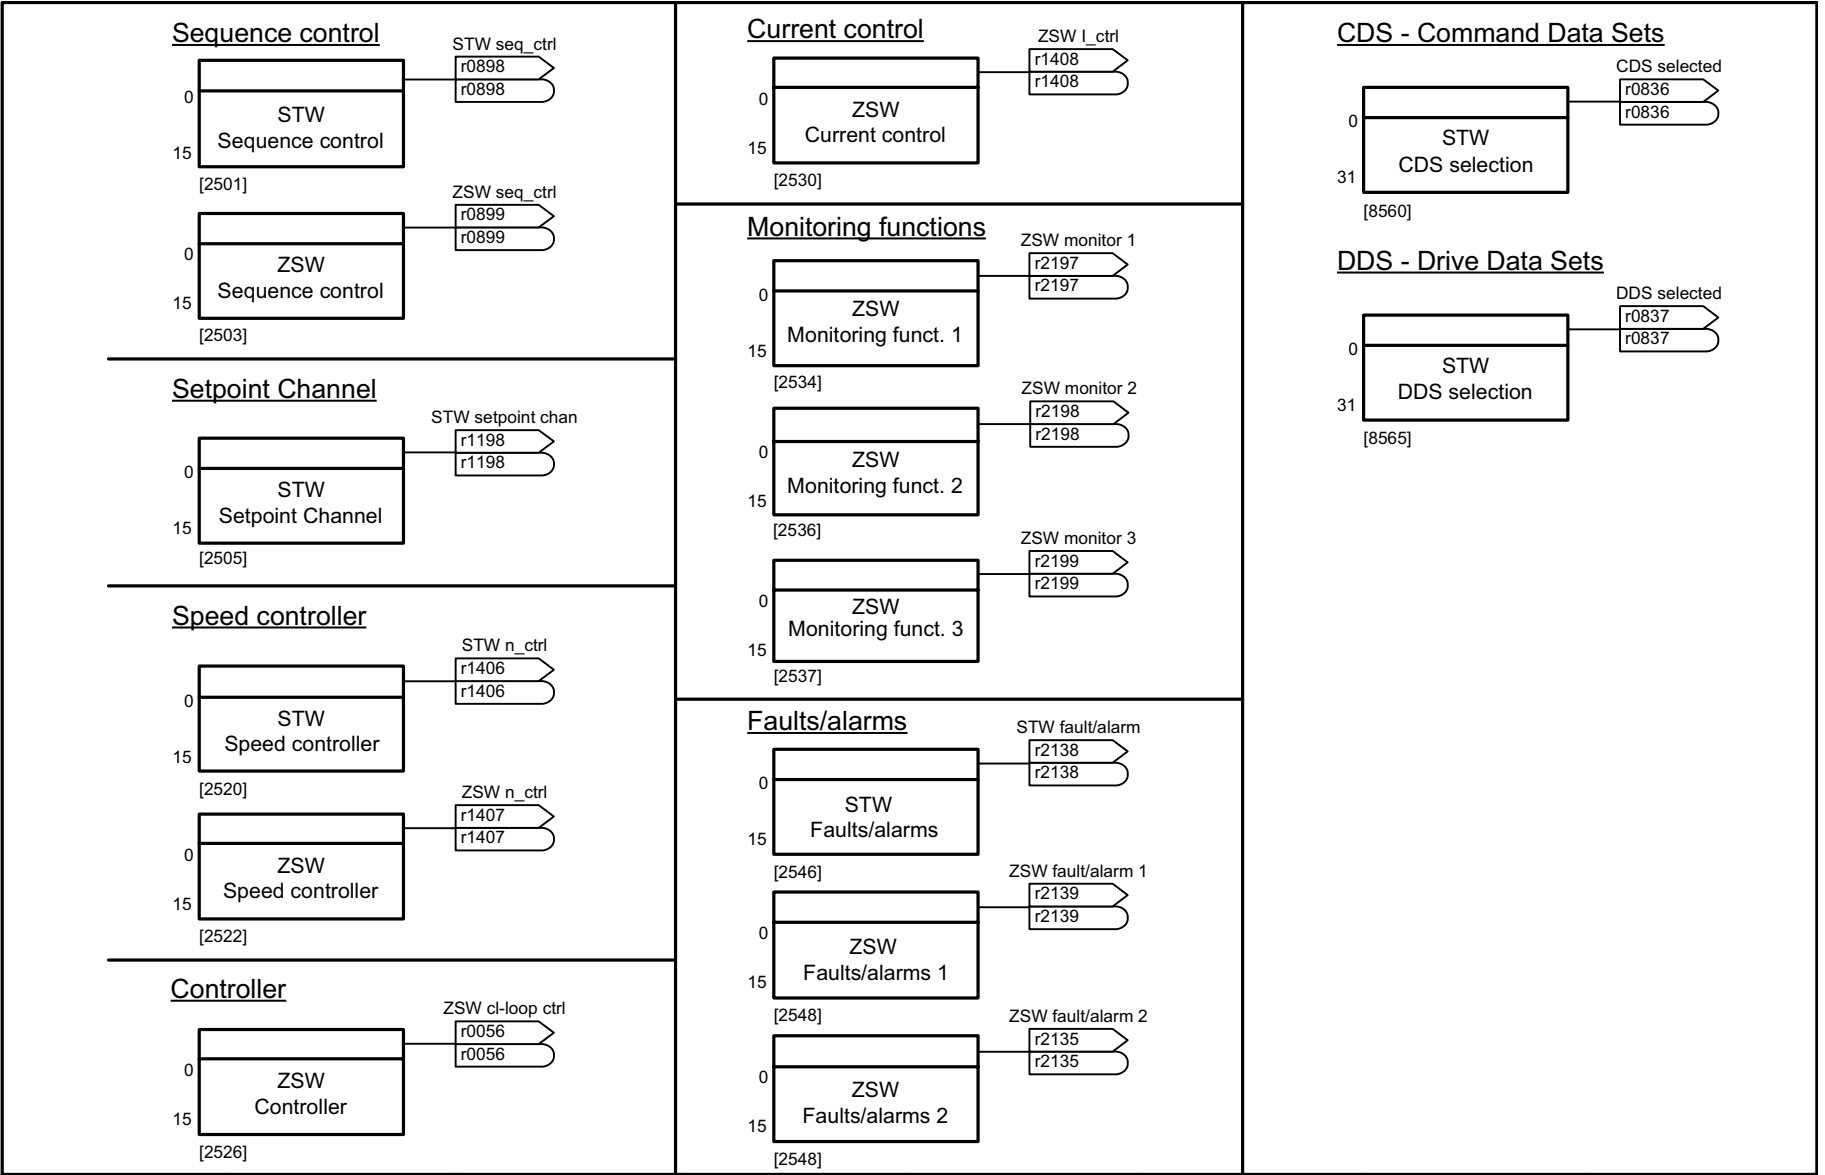 Sequence control
STW seq_ctrl
r0898
r0898
0
STW
Sequence control
15
[2501]
ZSW seq_ctrl
r0899
r0899
0
ZSW
Sequence control
15
[2503]
Setpoint Channel
STW setpoint chan
r1198
r1198
0
STW
Setpoint Channel
15
[2505]
Speed controller
STW n_ctrl
r1406
r1406
0
STW
Speed controller
15
[2520]
ZSW n_ctrl
r1407
r1407
0
ZSW
Speed controller
15
[2522]
Controller
ZSW cl-loop ctrl
r0056
r0056
0
ZSW
Controller
15
[2526]
Current control
ZSW I_ctrl
r1408
r1408
0
ZSW
Current control
15
[2530]
Monitoring functions
ZSW monitor 1
r2197
r2197
0
ZSW
Monitoring funct. 1
15
[2534]
ZSW monitor 2
r2198
r2198
0
ZSW
Monitoring funct. 2
15
[2536]
ZSW monitor 3
r2199
r2199
0
ZSW
Monitoring funct. 3
15
[2537]
Faults/alarms
STW fault/alarm
r2138
r2138
0
STW
Faults/alarms
15
[2546]
ZSW fault/alarm 1
r2139
r2139
0
ZSW
Faults/alarms 1
15
[2548]
ZSW fault/alarm 2
r2135
r2135
0
ZSW
Faults/alarms 2
15
[2548]
CDS - Command Data Sets
CDS selected
r0836
r0836
0
STW
CDS selection
31
[8560]
DDS - Drive Data Sets
DDS selected
r0837
r0837
0
STW
DDS selection
31
[8565]